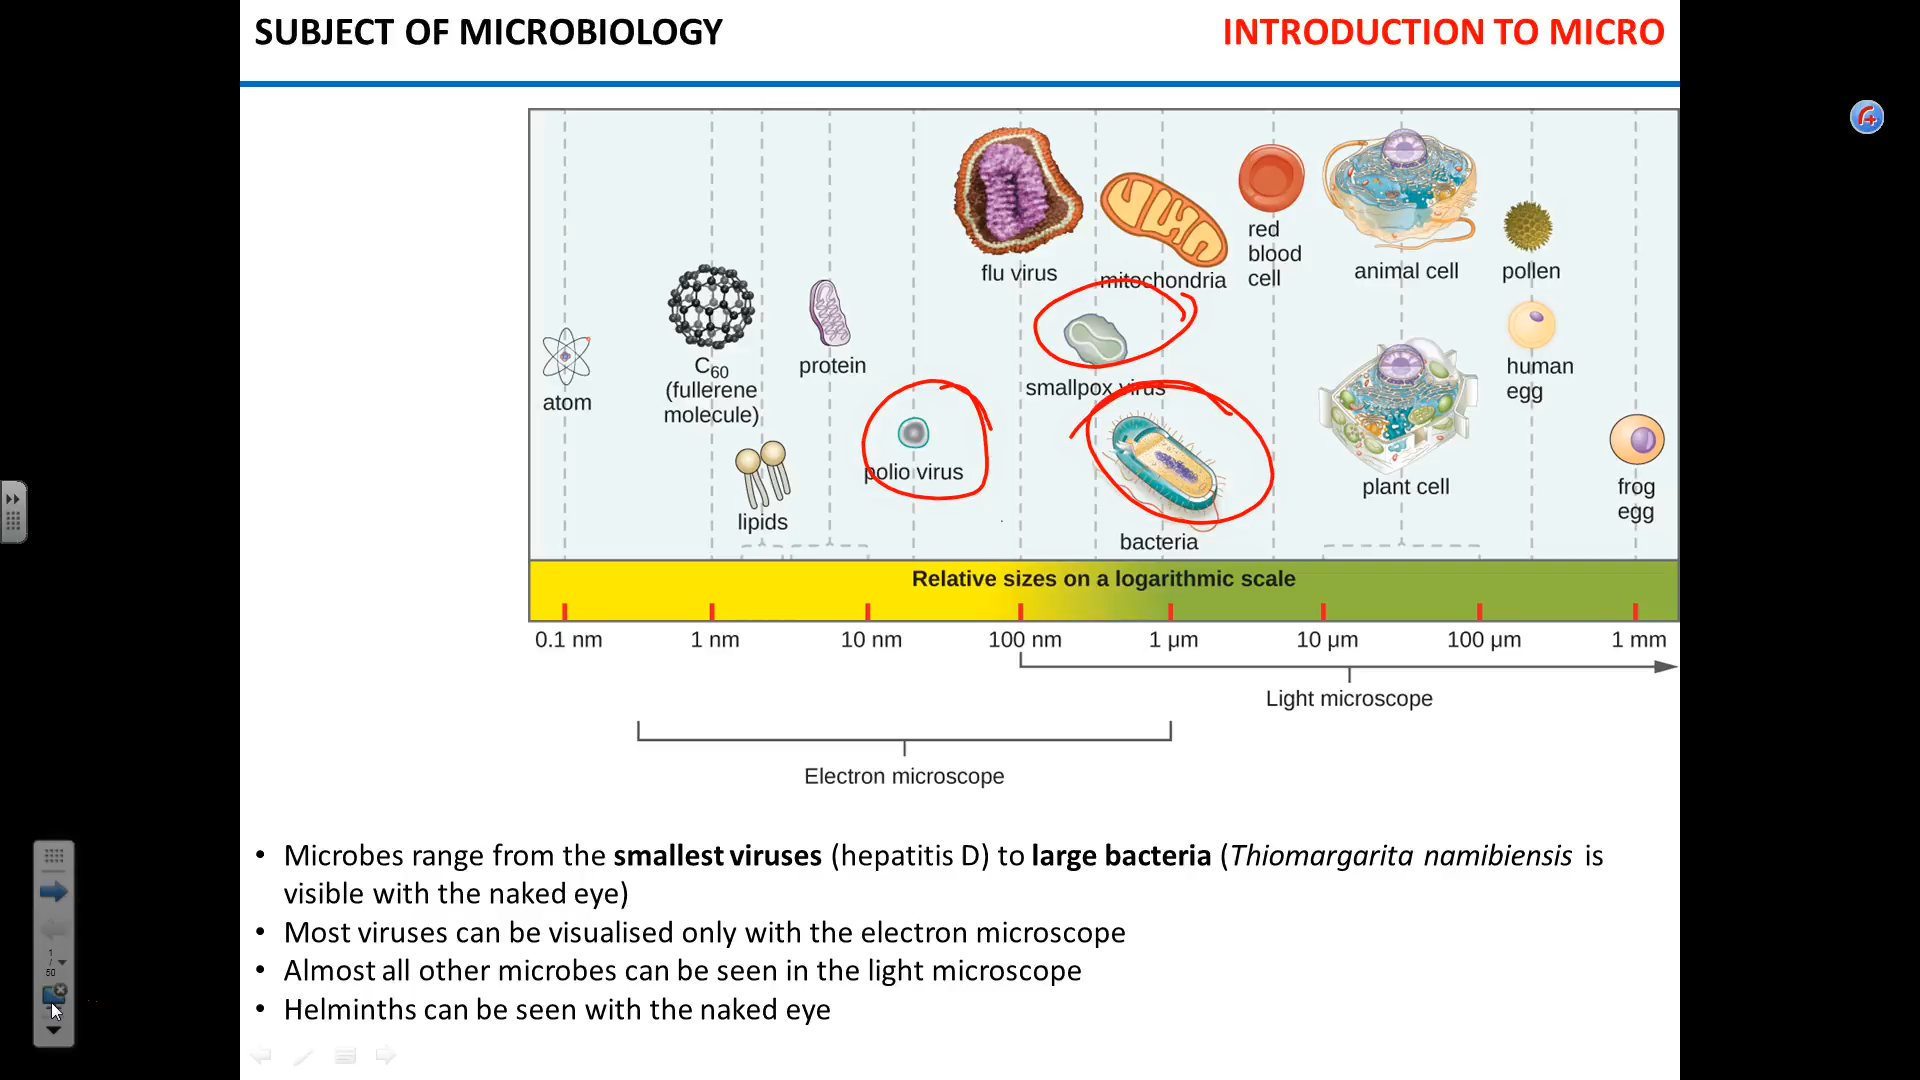 SUBJECT OF MICROBIOLOGY
INTRODUCTION TO MICRO
flu virus
mitochondria
red
blood
cell
animal cell
pollen
atom
C60
(fullerene
molecule)
protein
smallpox virus
human
egg
lipids
polio virus
bacteria
plant cell
frog
egg
Relative sizes on a logarithmic scale
0.1 nm 1 nm 10 nm 100 nm 1 μm 10 μm 100 μm 1 mm
Light microscope
Electron microscope
• Microbes range from the smallest viruses (hepatitis D) to large bacteria (Thiomargarita namibiensis is
visible with the naked eye)
• Most viruses can be visualised only with the electron microscope
• Almost all other microbes can be seen in the light microscope
• Helminths can be seen with the naked eye
1
/
50